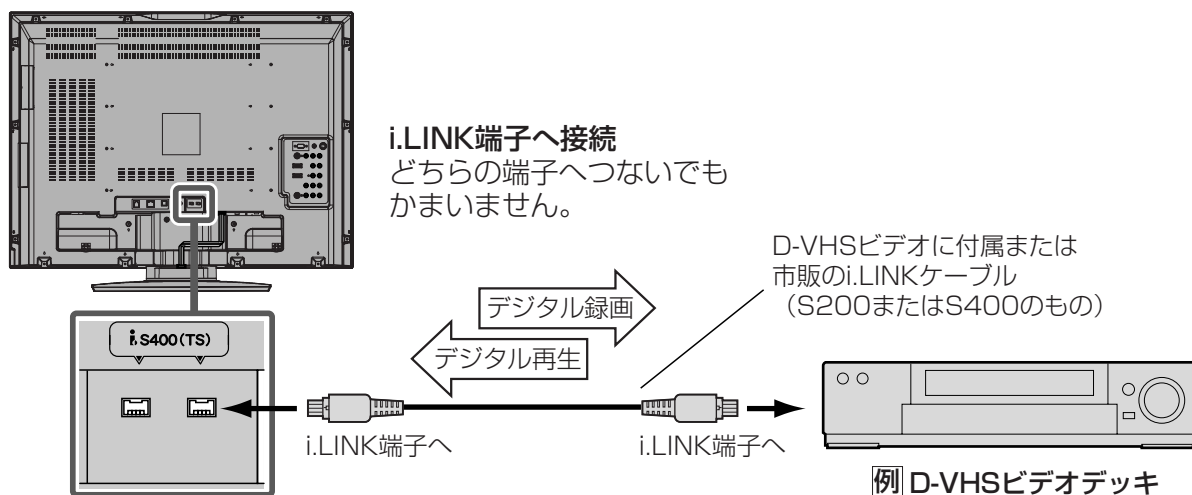 i.LINK端子へ接続
どちらの端子へつないでも
かまいません。
D-VHSビデオに付属または
市販のi.LINKケーブル
（S200またはS400のもの）
デジタル録画
デジタル再生
i.S400(TS)
i.LINK端子へ
i.LINK端子へ
例 D-VHSビデオデッキ